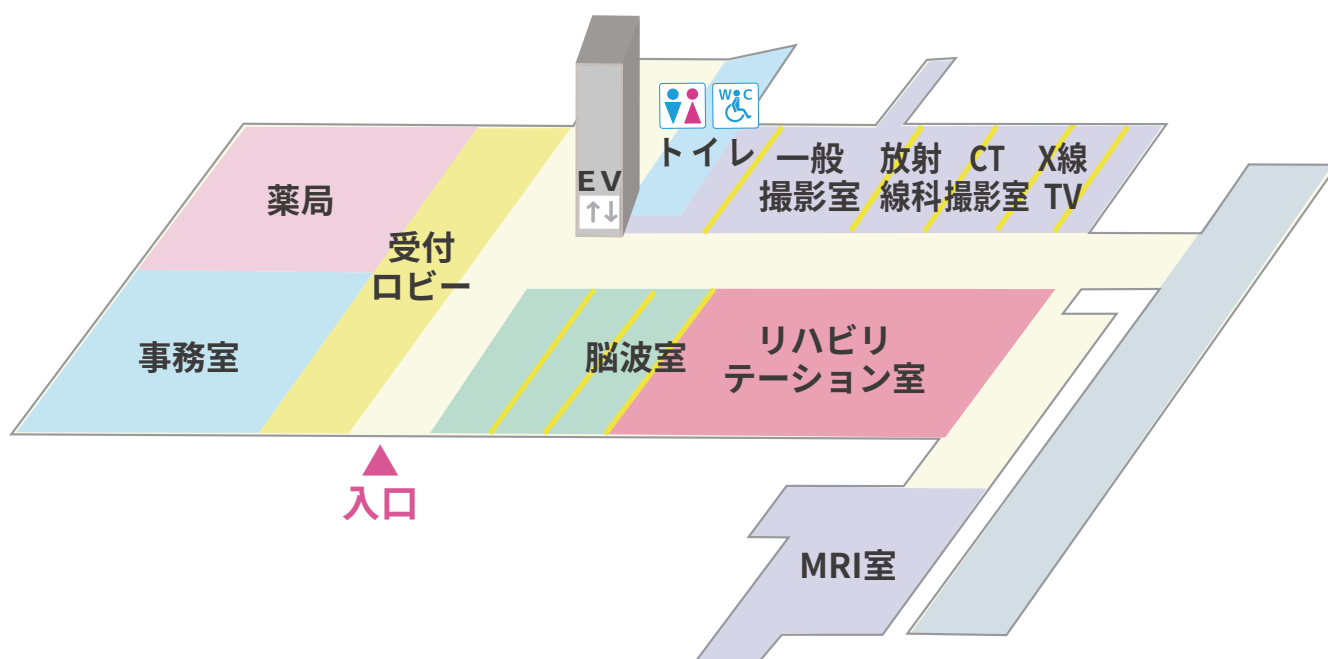 WC
トイレ
EV
↑↓
一般
撮影室
放射
線科
CT
撮影室
X線
TV
薬局
受付
ロビー
事務室
脳波室
リハビリ
テーション室
入口
MRI室